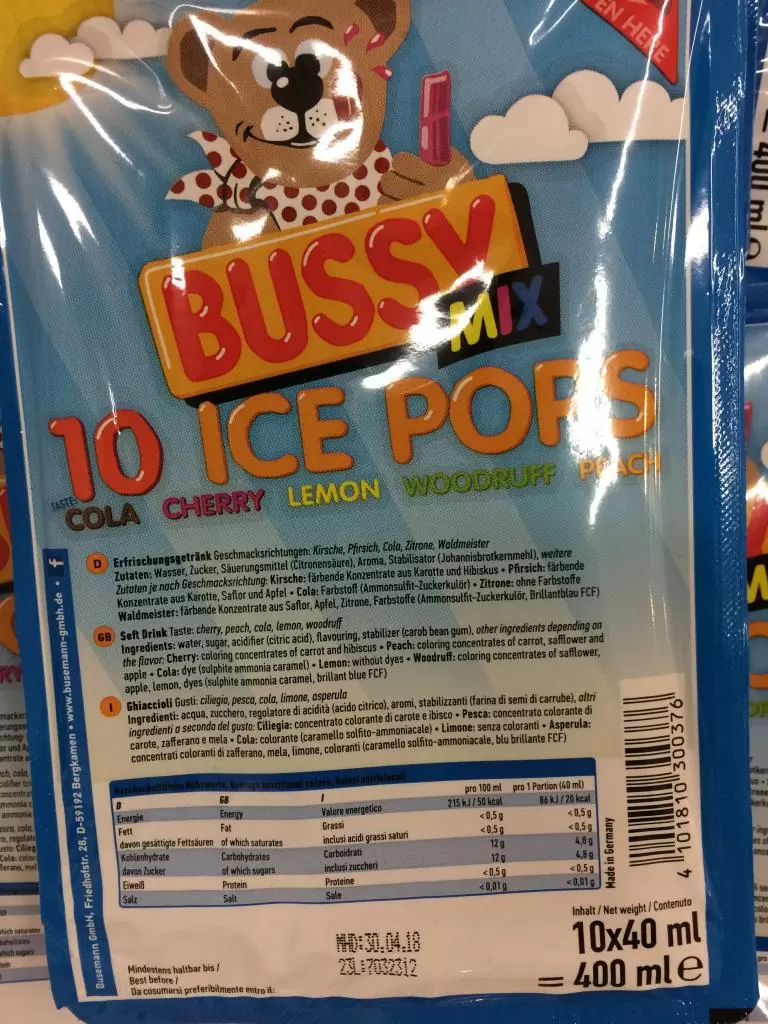 EN HERE
BUSSY
MIX
10 ICE POPS
TASTE:
COLA CHERRY LEMON WOODRUFF PEACH
D Erfrischungsgetränk Geschmacksrichtungen: Kirsche, Pfirsich, Cola, Zitrone, Waldmeister
Zutaten: Wasser, Zucker, Säuerungsmittel (Citronensäure), Aroma, Stabilisator (Johannisbrotkernmehl), weitere
Zutaten je nach Geschmacksrichtung: Kirsche: färbende Konzentrate aus Karotte und Hibiskus • Pfirsich: färbende
Konzentrate aus Karotte, Saflor und Apfel • Cola: Farbstoff (Ammonsulfit-Zuckerkulör) • Zitrone: ohne Farbstoffe
Waldmeister: färbende Konzentrate aus Saflor, Apfel, Zitrone, Farbstoffe (Ammonsulfit-Zuckerkulör, Brillantblau FCF)
GB Soft Drink Taste: cherry, peach, cola, lemon, woodruff
Ingredients: water, sugar, acidifier (citric acid), flavouring, stabilizer (carob bean gum), other ingredients depending on
the flavor: Cherry: coloring concentrates of carrot and hibiscus • Peach: coloring concentrates of carrot, safflower and
apple • Cola: dye (sulphite ammonia caramel) • Lemon: without dyes • Woodruff: coloring concentrates of safflower,
apple, lemon, dyes (sulphite ammonia caramel, brilliant blue FCF)
I Ghiaccioli Gusti: ciliegia, pesca, cola, limone, asperula
Ingredienti: acqua, zucchero, regolatore di acidità (acido citrico), aromi, stabilizzanti (farina di semi di carrube), altri
ingredienti a seconda del gusto: Ciliegia: concentrato colorante di carote e ibisco • Pesca: concentrato colorante di
carote, zafferano e mela • Cola: colorante (caramello solfito-ammoniacale) • Limone: senza coloranti • Asperula:
concentrati coloranti di zafferano, mela, limone, coloranti (caramello solfito-ammoniacale, blu brillante FCF)
Durchschnittliche Nährwerte, Average nutritional values, Valori nutrizionali
D GB I pro 100 ml pro 1 Portion (40 ml)
Energie Energy Valore energetico 215 kJ / 50 kcal 86 kJ / 20 kcal
Fett Fat Grassi <0,5 g <0,5 g
davon gesättigte Fettsäuren of which saturates inclusi acidi grassi saturi <0,5 g <0,5 g
Kohlenhydrate Carbohydrates Carboidrati 12 g 4,8 g
davon Zucker of which sugars inclusi zuccheri 12 g 4,8 g
Eiweiß Protein Proteine <0,5 g <0,5 g
Salz Salt Sale <0,01 g <0,01 g
Made in Germany
4 101810 300376
Busemann GmbH, Friedhofstr. 28, D-59192 Bergkamen • www.busemann-gmbh.de • f
Inhalt / Net weight / Contenuto
10x40 ml
= 400 ml e
MHD:30.04.18
23L:7032312
Mindestens haltbar bis /
Best before /
Da cosumarsi preferibilmente entro il:
= 400 ml e